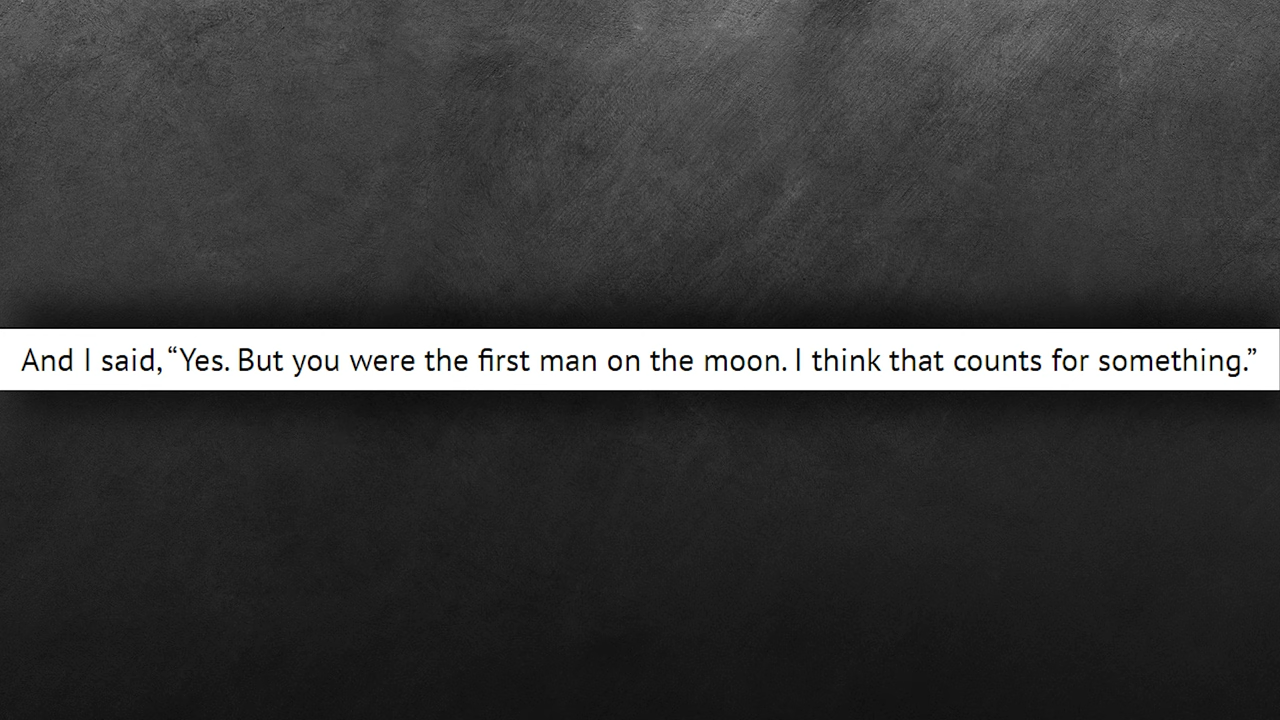 And I said, “Yes. But you were the first man on the moon. I think that counts for something.”